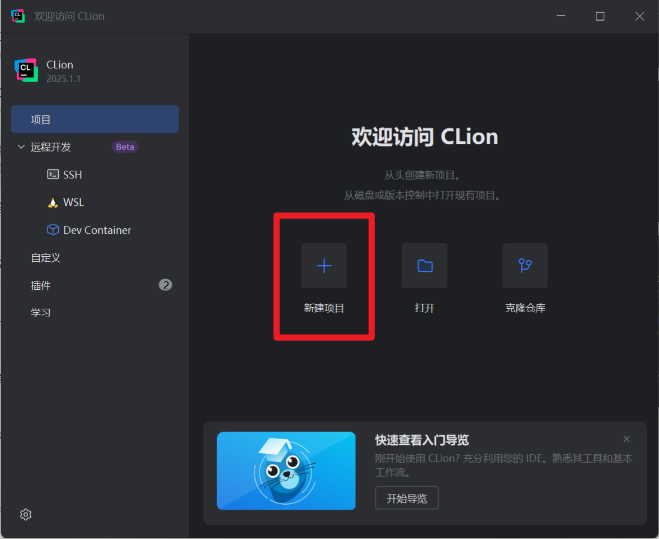 欢迎访问 CLion
CL
CLion
2025.1.1
项目
远程开发 Beta
SSH
WSL
Dev Container
自定义
插件
学习
欢迎访问 CLion
从头创建新项目。
从磁盘或版本控制中打开现有项目。
新建项目
打开
克隆仓库
快速查看入门导览
刚开始使用 CLion? 充分利用您的 IDE。熟悉其工具和基本
工作流。
开始导览